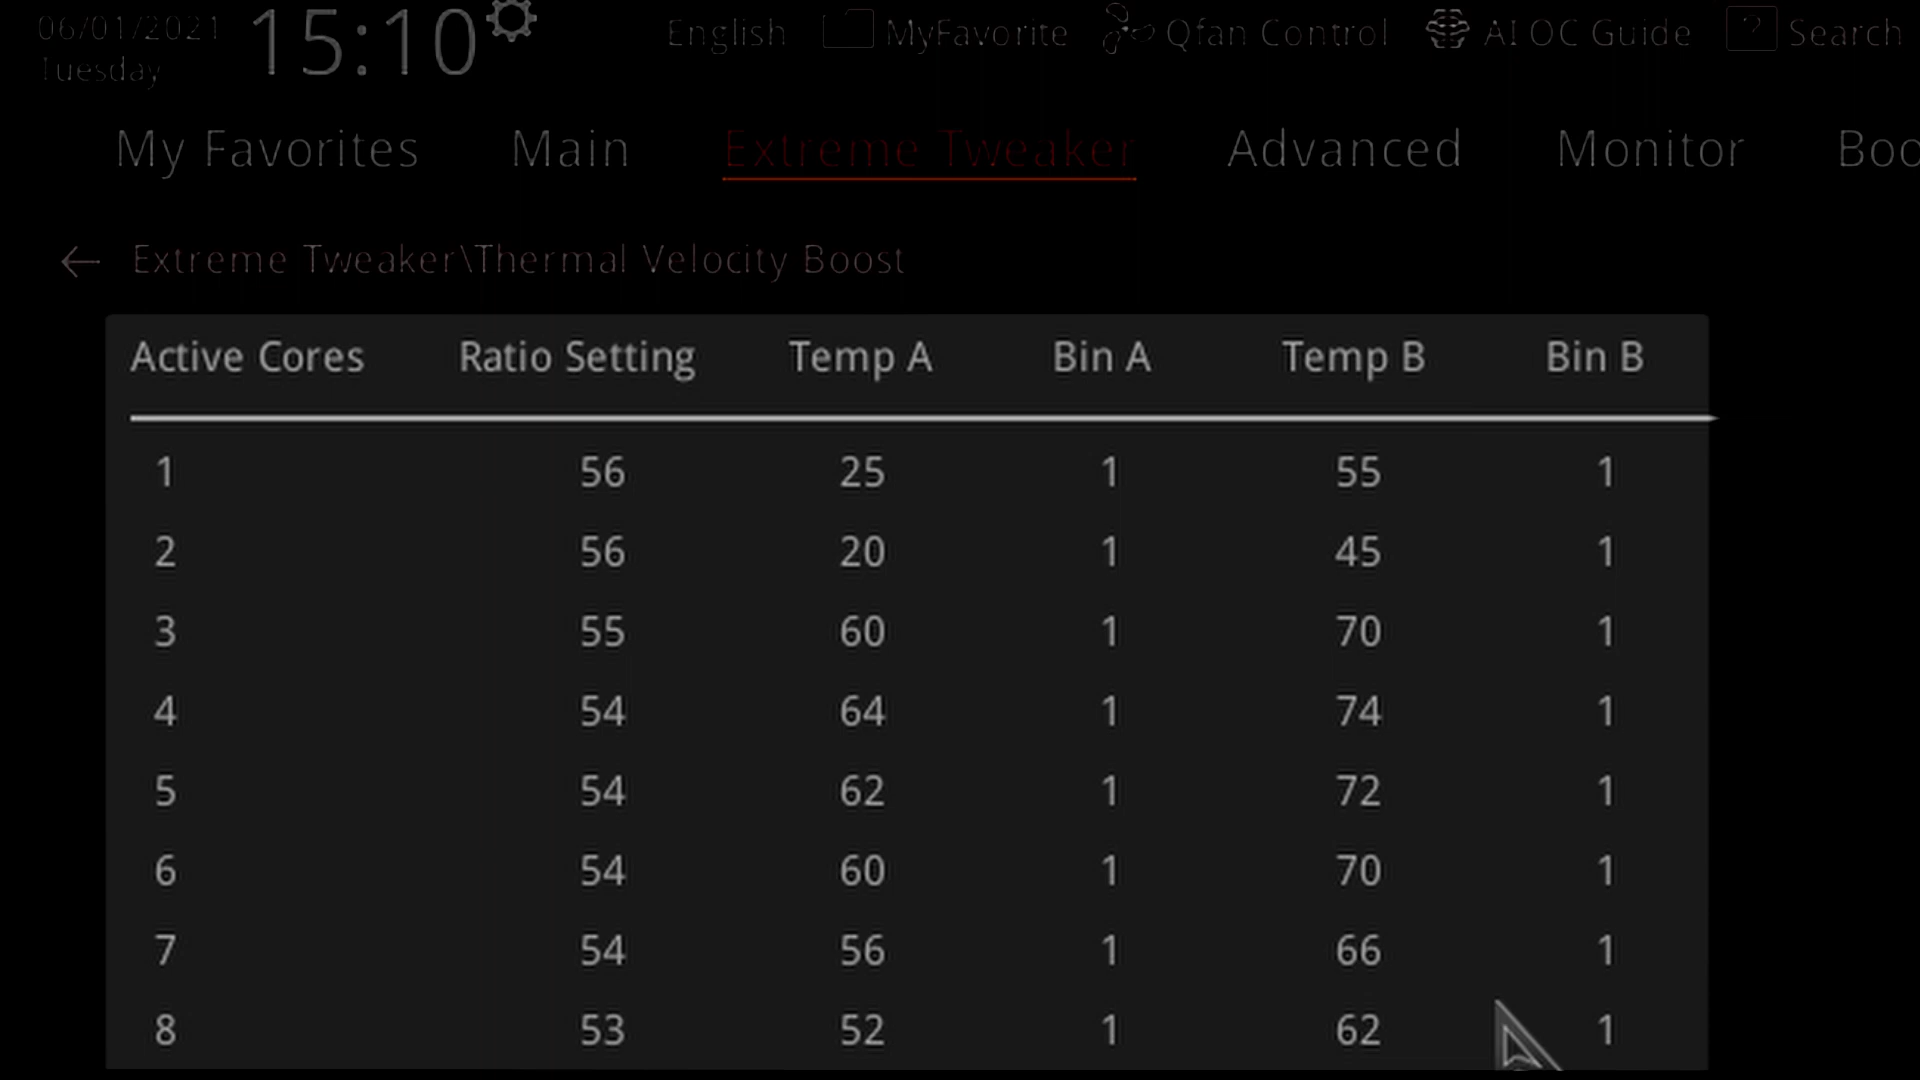 06/01/2021 15:10 English MyFavorite Qfan Control AI OC Guide ? Search
Tuesday
My Favorites Main Extreme Tweaker Advanced Monitor Boo
← Extreme Tweaker\Thermal Velocity Boost
Active Cores Ratio Setting Temp A Bin A Temp B Bin B
1 56 25 1 55 1
2 56 20 1 45 1
3 55 60 1 70 1
4 54 64 1 74 1
5 54 62 1 72 1
6 54 60 1 70 1
7 54 56 1 66 1
8 53 52 1 62 1